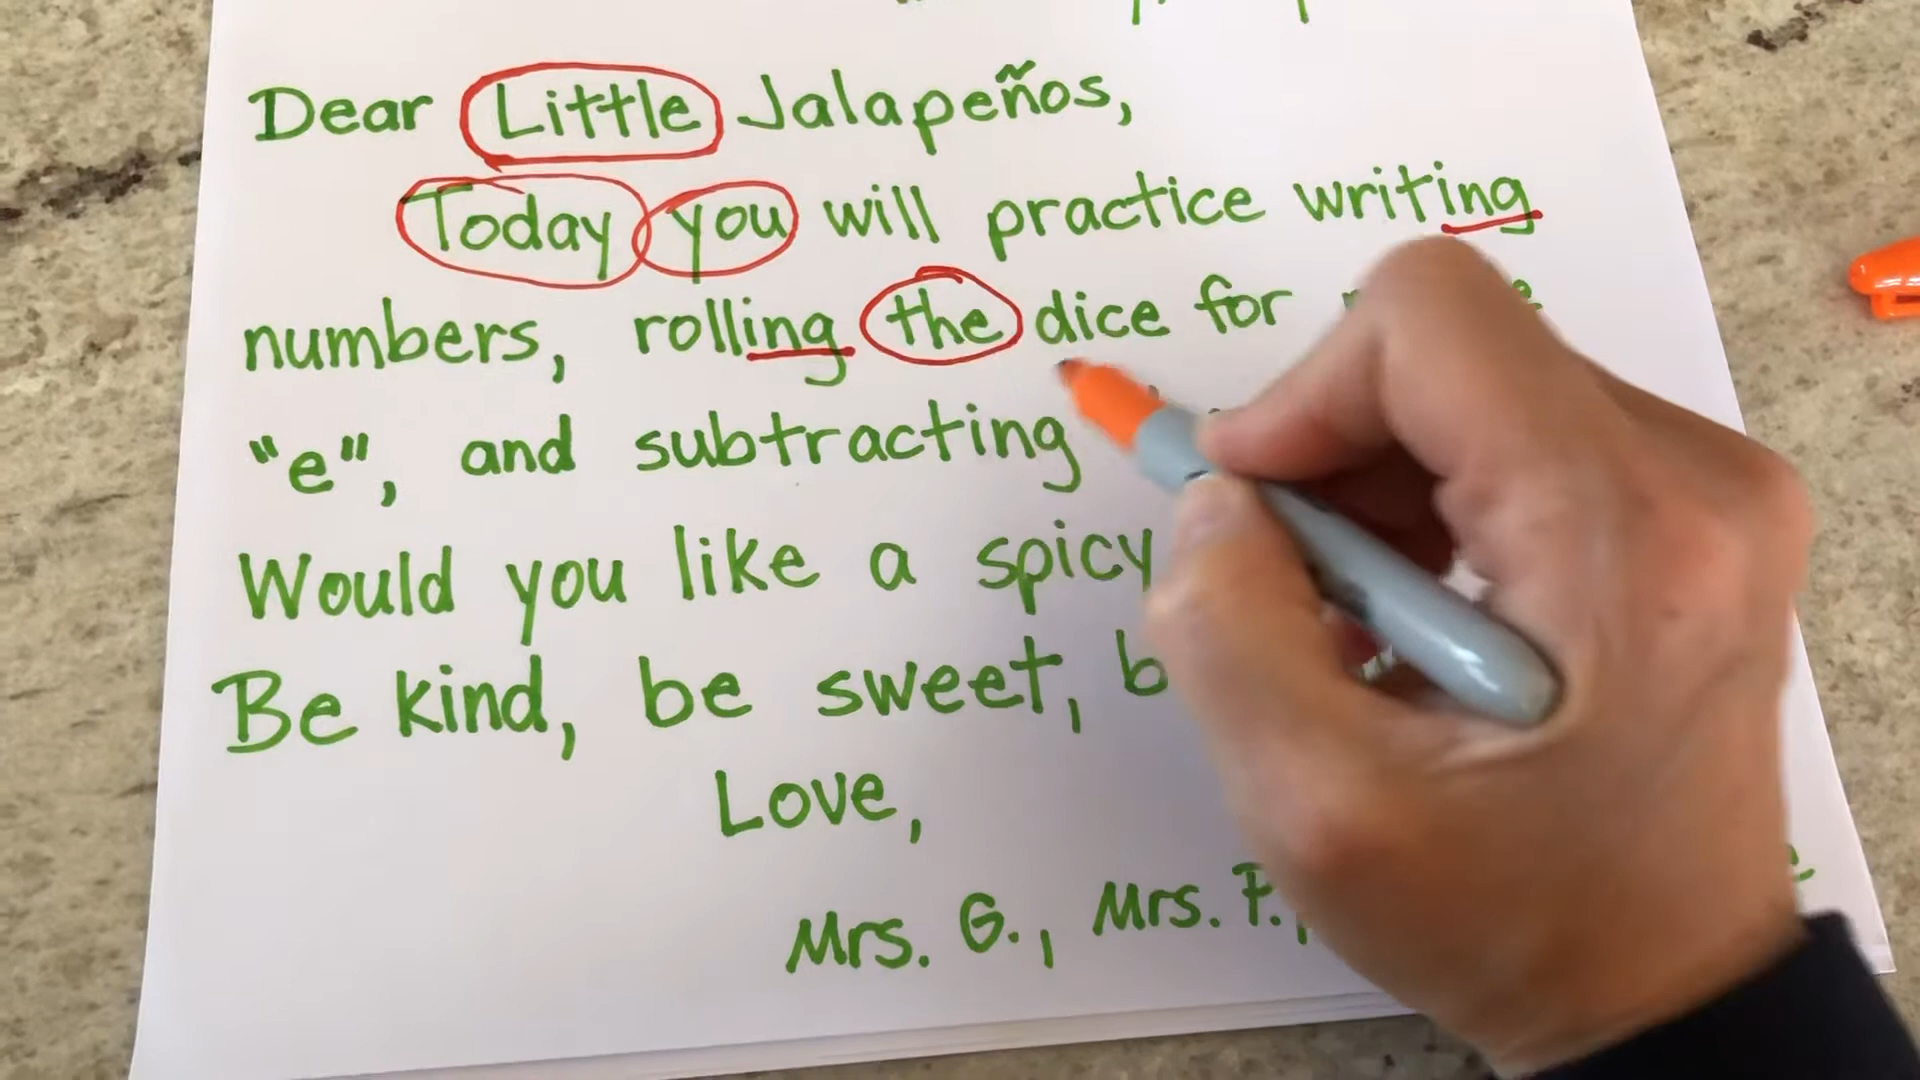 Dear Little Jalapeños,
Today you will practice writing
numbers, rolling the dice for
"e", and subtracting
Would you like a spicy
Be kind, be sweet,
Love,
Mrs. G., Mrs. P.,